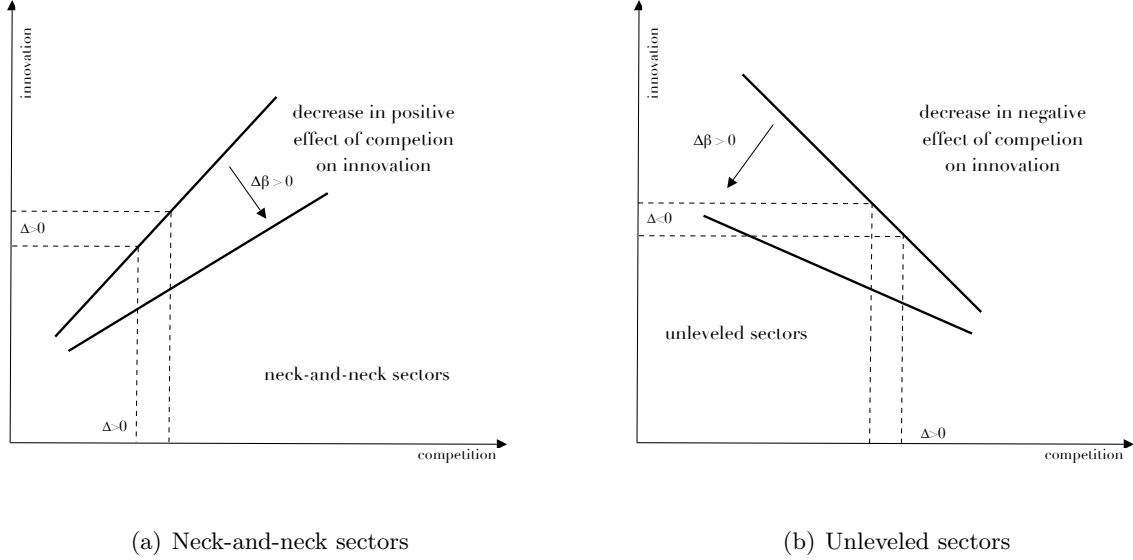 innovation
decrease in positive
effect of competion
on innovation
Δβ > 0
Δ>0
neck-and-neck sectors
Δ>0
competition
(a) Neck-and-neck sectors
innovation
decrease in negative
effect of competion
on innovation
Δβ > 0
Δ<0
unleveled sectors
Δ>0
competition
(b) Unleveled sectors